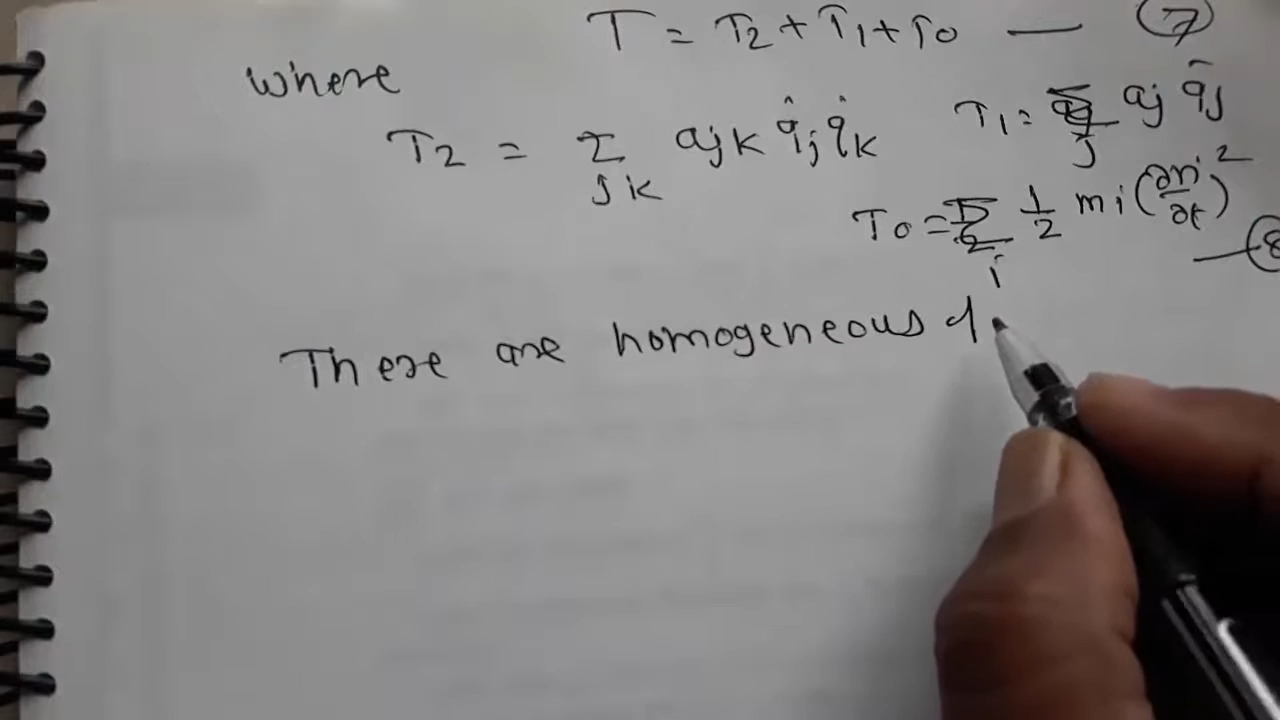 T = T2 + T1 + T0 — 7
where
T2 = Σ ajk q̇j q̇k T1 = Σ aj q̇j
jk j
T0 = Σ 1/2 mi (∂ri/∂t)² — 8
i
There are homogeneous